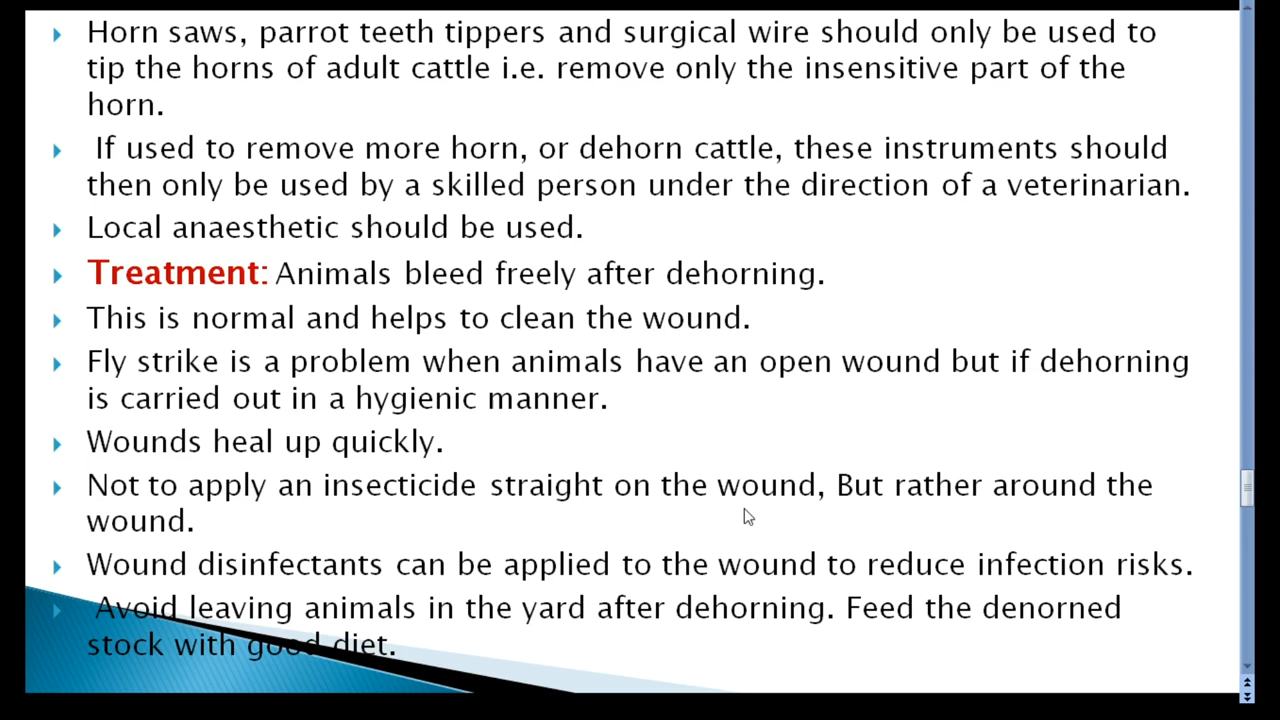 Horn saws, parrot teeth tippers and surgical wire should only be used to
tip the horns of adult cattle i.e. remove only the insensitive part of the
horn.
If used to remove more horn, or dehorn cattle, these instruments should
then only be used by a skilled person under the direction of a veterinarian.
Local anaesthetic should be used.
Treatment: Animals bleed freely after dehorning.
This is normal and helps to clean the wound.
Fly strike is a problem when animals have an open wound but if dehorning
is carried out in a hygienic manner.
Wounds heal up quickly.
Not to apply an insecticide straight on the wound, But rather around the
wound.
Wound disinfectants can be applied to the wound to reduce infection risks.
Avoid leaving animals in the yard after dehorning. Feed the denorned
stock with good diet.